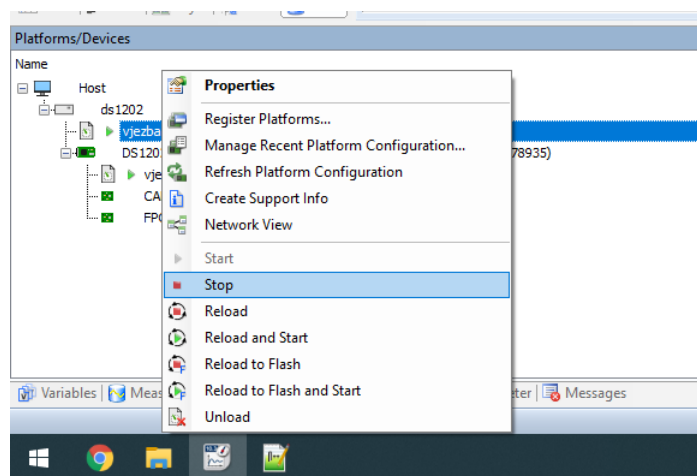 Platforms/Devices
Name
Host
ds1202
vjezba
DS120
78935)
vje
CA
FPG
Properties
Register Platforms...
Manage Recent Platform Configuration...
Refresh Platform Configuration
Create Support Info
Network View
Start
Stop
Reload
Reload and Start
Reload to Flash
Reload to Flash and Start
Unload
Variables
Meas
ter
Messages